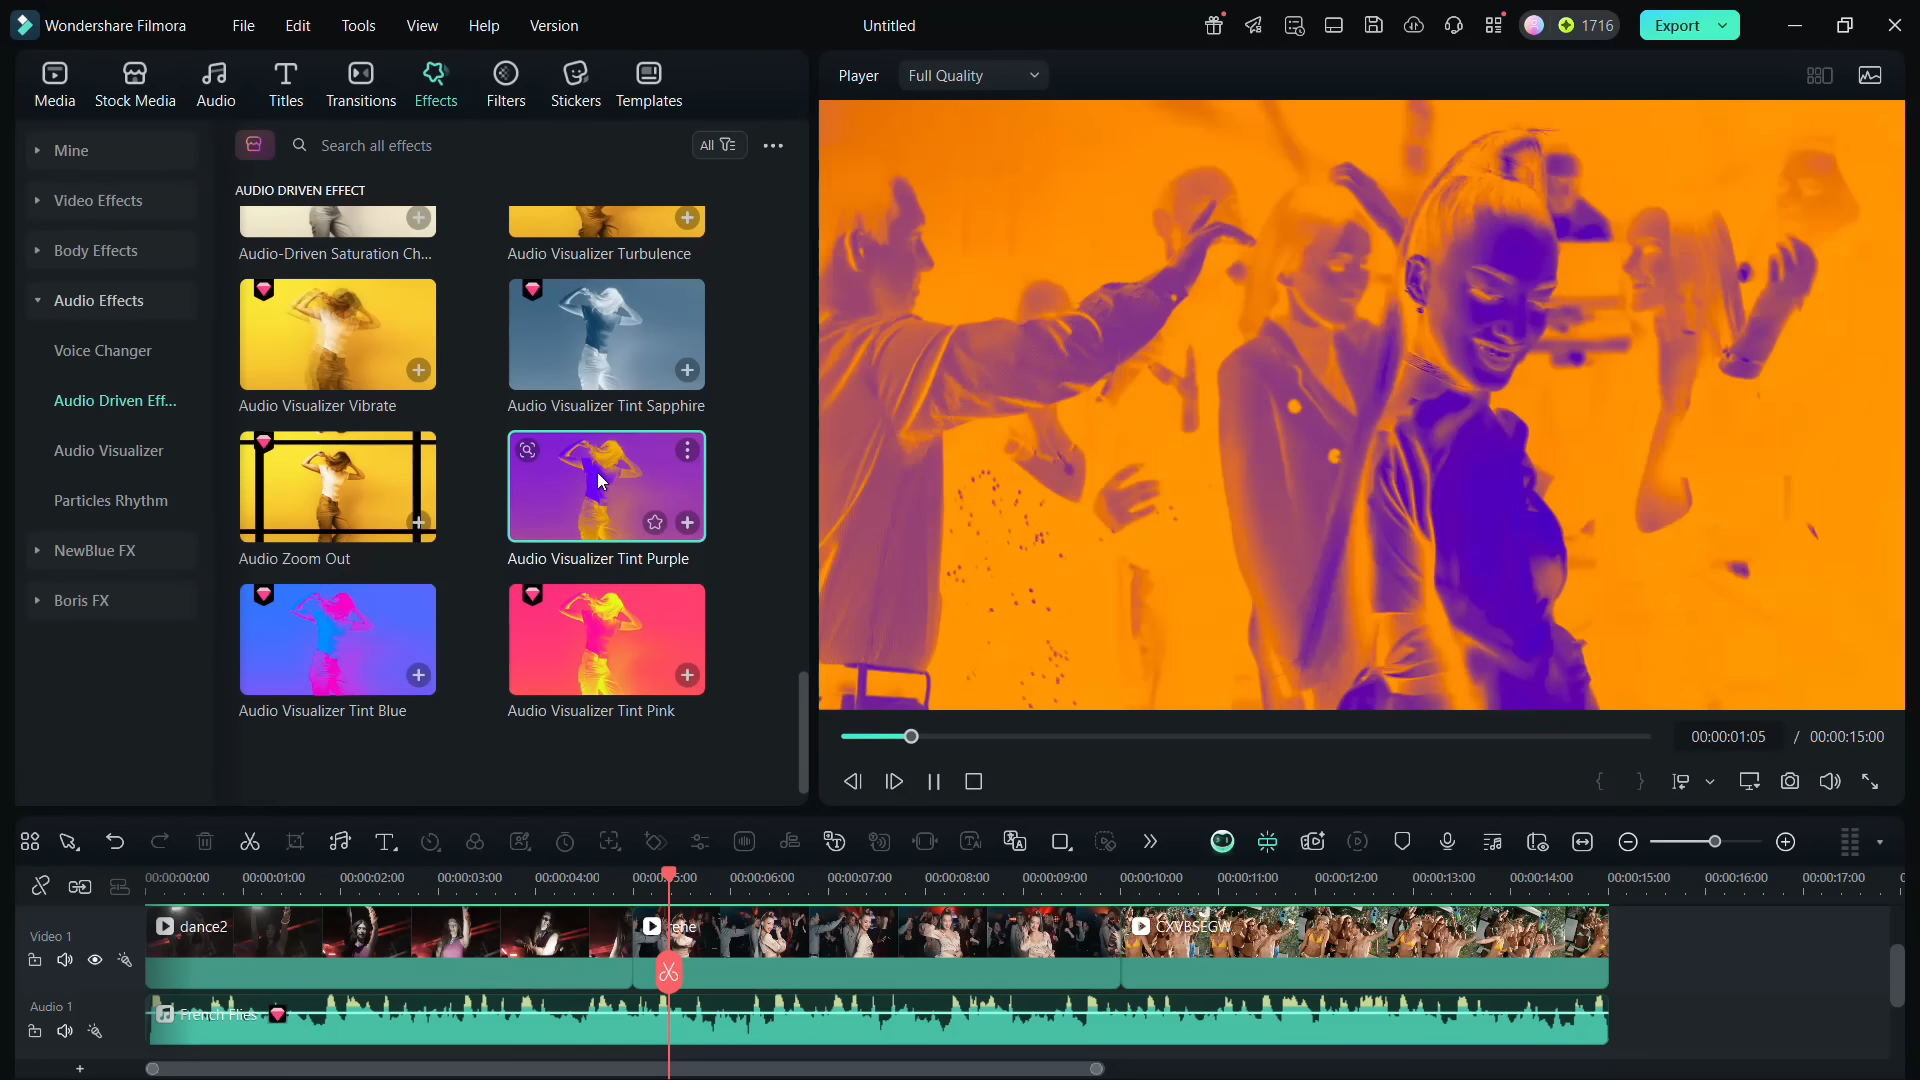 Wondershare Filmora
File
Edit
Tools
View
Help
Version
Untitled
1716
Export
Media
Stock Media
Audio
Titles
Transitions
Effects
Filters
Stickers
Templates
Player
Full Quality
Search all effects
All
Mine
Video Effects
Body Effects
Audio Effects
Voice Changer
Audio Driven Eff...
Audio Visualizer
Particles Rhythm
NewBlue FX
Boris FX
AUDIO DRIVEN EFFECT
Audio-Driven Saturation Ch...
Audio Visualizer Turbulence
Audio Visualizer Vibrate
Audio Visualizer Tint Sapphire
Audio Zoom Out
Audio Visualizer Tint Purple
Audio Visualizer Tint Blue
Audio Visualizer Tint Pink
00:00:01:05 / 00:00:15:00
00:00:00:00
00:00:01:00
00:00:02:00
00:00:03:00
00:00:04:00
00:00:06:00
00:00:07:00
00:00:08:00
00:00:09:00
00:00:10:00
00:00:11:00
00:00:12:00
00:00:13:00
00:00:14:00
00:00:15:00
00:00:16:00
00:00:17:00
Video 1
dance2
CXVBSEGW
Audio 1
French Flies